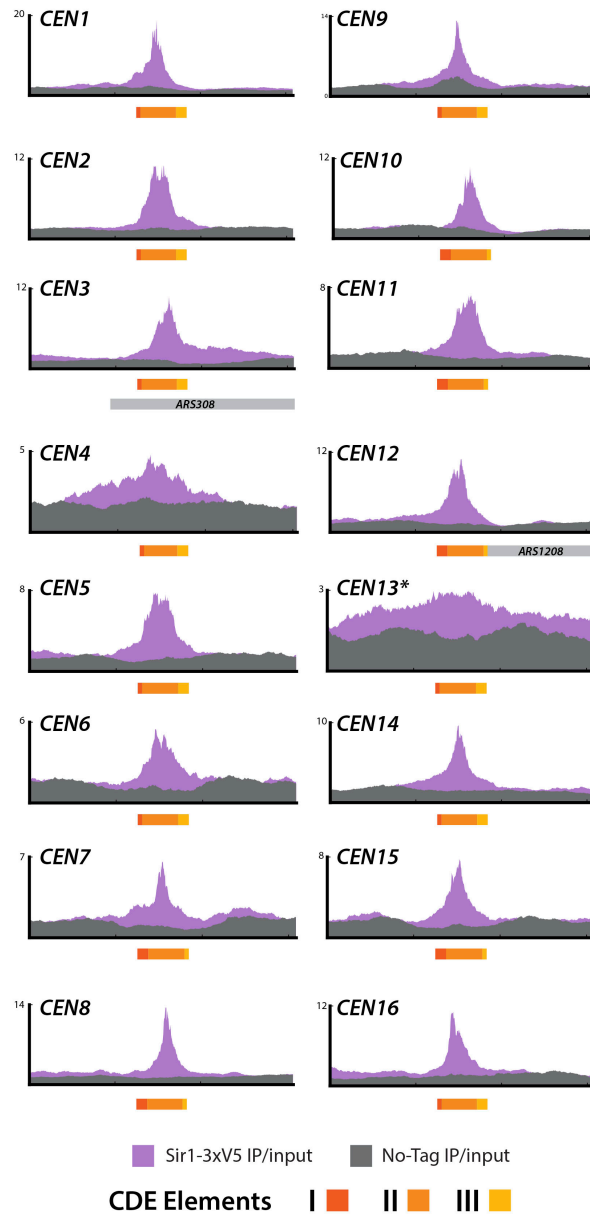 20
CEN1
14
0
CEN9
12
CEN2
12
CEN10
12
CEN3
ARS308
8
CEN11
5
CEN4
12
CEN12
ARS1208
8
CEN5
3
CEN13*
6
CEN6
10
CEN14
7
CEN7
8
CEN15
14
CEN8
12
CEN16
Sir1-3xV5 IP/input No-Tag IP/input
CDE Elements I II III